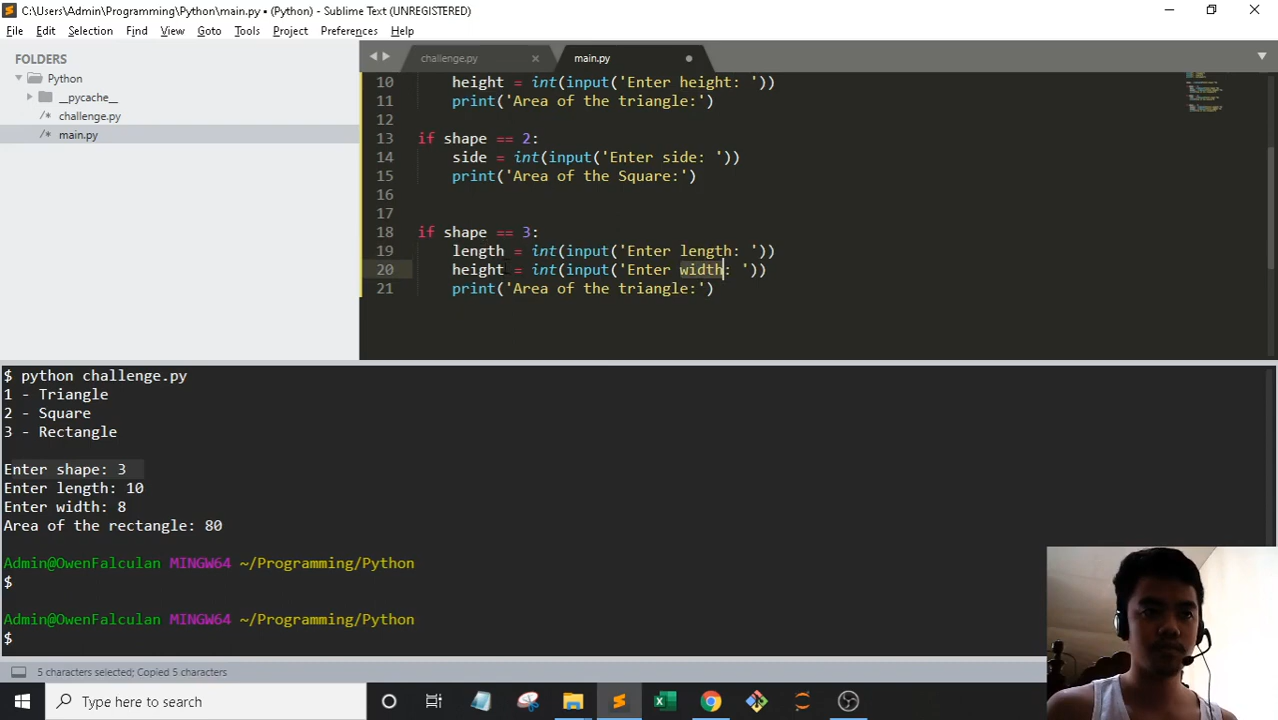 C:\Users\Admin\Programming\Python\main.py • (Python) - Sublime Text (UNREGISTERED)
File Edit Selection Find View Goto Tools Project Preferences Help
FOLDERS
Python
__pycache__
/* challenge.py
/* main.py
challenge.py
main.py
10 height = int(input('Enter height: '))
11 print('Area of the triangle:')
12
13 if shape == 2:
14 side = int(input('Enter side: '))
15 print('Area of the Square:')
16
17
18 if shape == 3:
19 length = int(input('Enter length: '))
20 height = int(input('Enter width: '))
21 print('Area of the triangle:')
$ python challenge.py
1 - Triangle
2 - Square
3 - Rectangle
Enter shape: 3
Enter length: 10
Enter width: 8
Area of the rectangle: 80
Admin@OwenFalculan MINGW64 ~/Programming/Python
$
Admin@OwenFalculan MINGW64 ~/Programming/Python
$
5 characters selected; Copied 5 characters
Type here to search